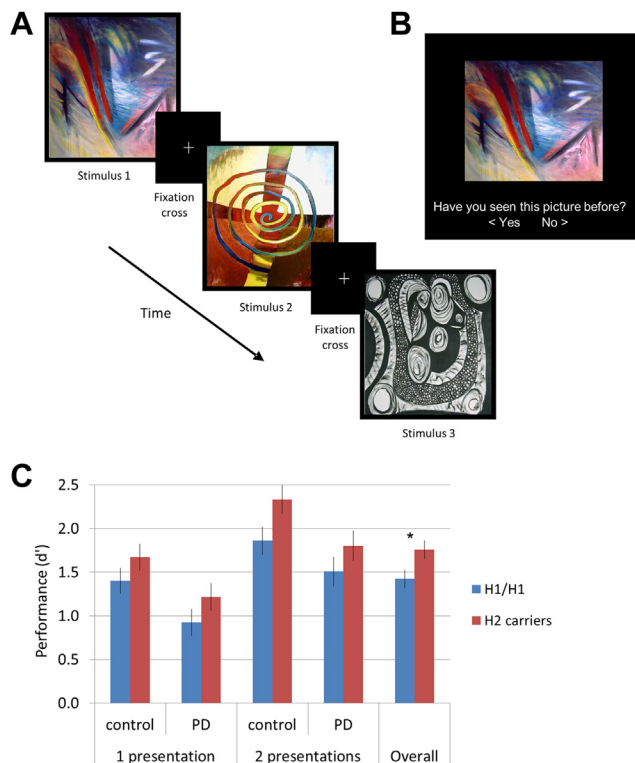 A
Stimulus 1
Fixation
cross
Stimulus 2
Fixation
cross
Stimulus 3
Time
B
Have you seen this picture before?
< Yes No >
C
Performance (d')
2.5
2.0
1.5
1.0
0.5
0.0
*
H1/H1
H2 carriers
control PD control PD
1 presentation 2 presentations Overall